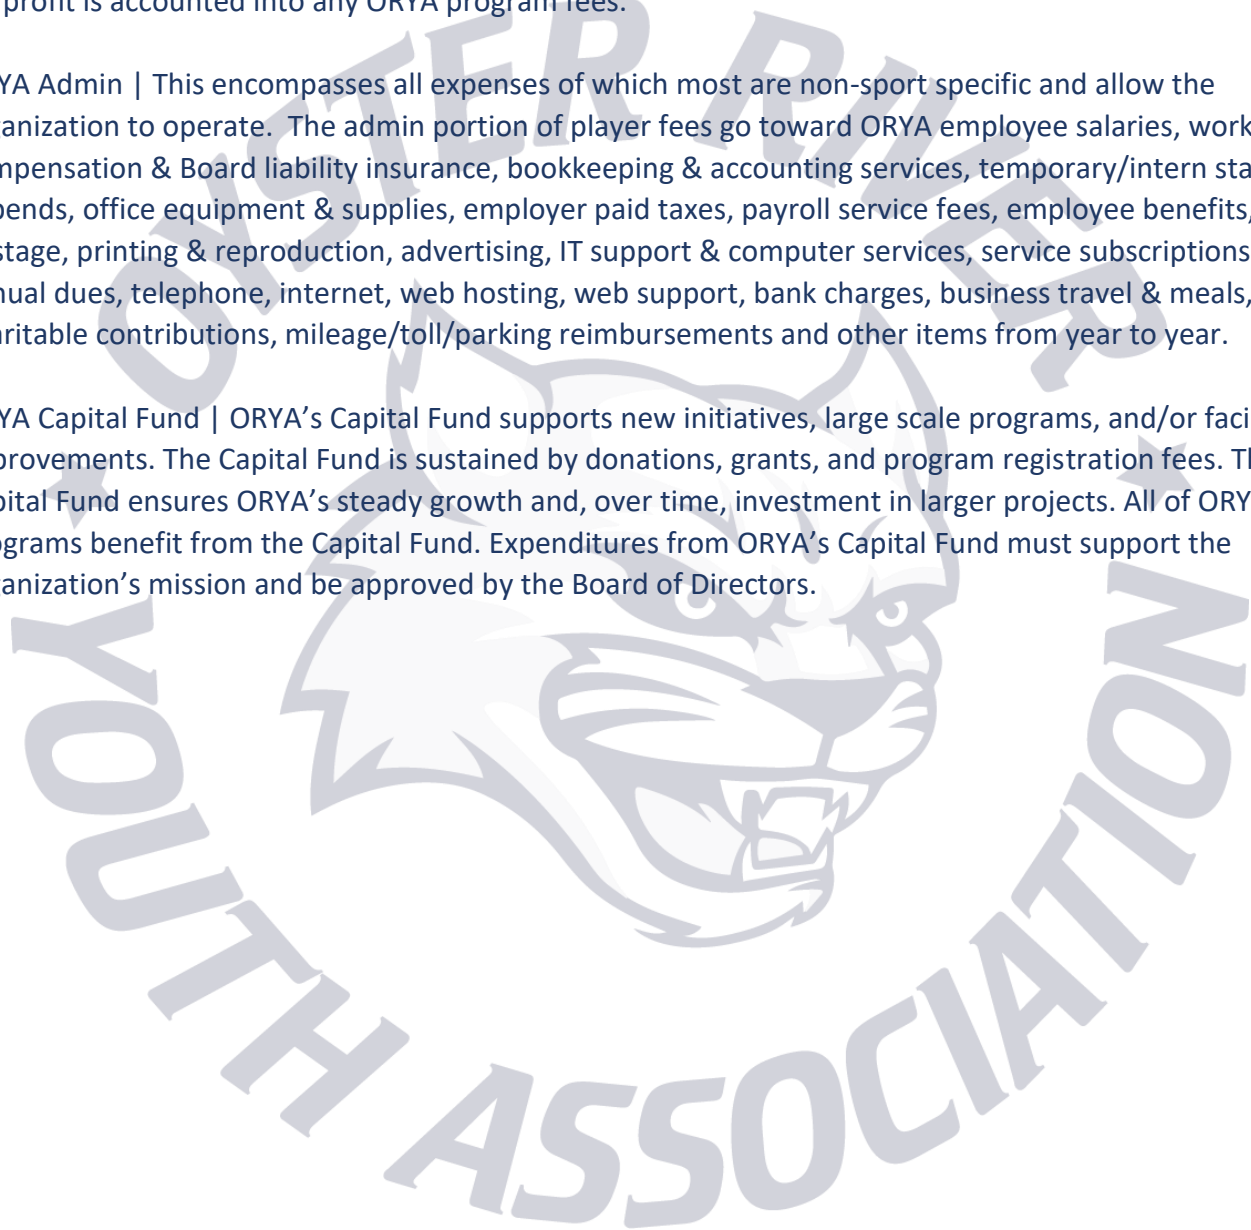 profit is accounted into any ORYA program fees.
YA Admin | This encompasses all expenses of which most are non-sport specific and allow the
ganization to operate. The admin portion of player fees go toward ORYA employee salaries, work
mpensation & Board liability insurance, bookkeeping & accounting services, temporary/intern sta
pends, office equipment & supplies, employer paid taxes, payroll service fees, employee benefits,
stage, printing & reproduction, advertising, IT support & computer services, service subscriptions
nual dues, telephone, internet, web hosting, web support, bank charges, business travel & meals,
aritable contributions, mileage/toll/parking reimbursements and other items from year to year.
YA Capital Fund | ORYA’s Capital Fund supports new initiatives, large scale programs, and/or facil
provements. The Capital Fund is sustained by donations, grants, and program registration fees. Th
pital Fund ensures ORYA’s steady growth and, over time, investment in larger projects. All of ORY
ograms benefit from the Capital Fund. Expenditures from ORYA’s Capital Fund must support the
ganization’s mission and be approved by the Board of Directors.
OYSTER RIVER
YOUTH ASSOCIATION